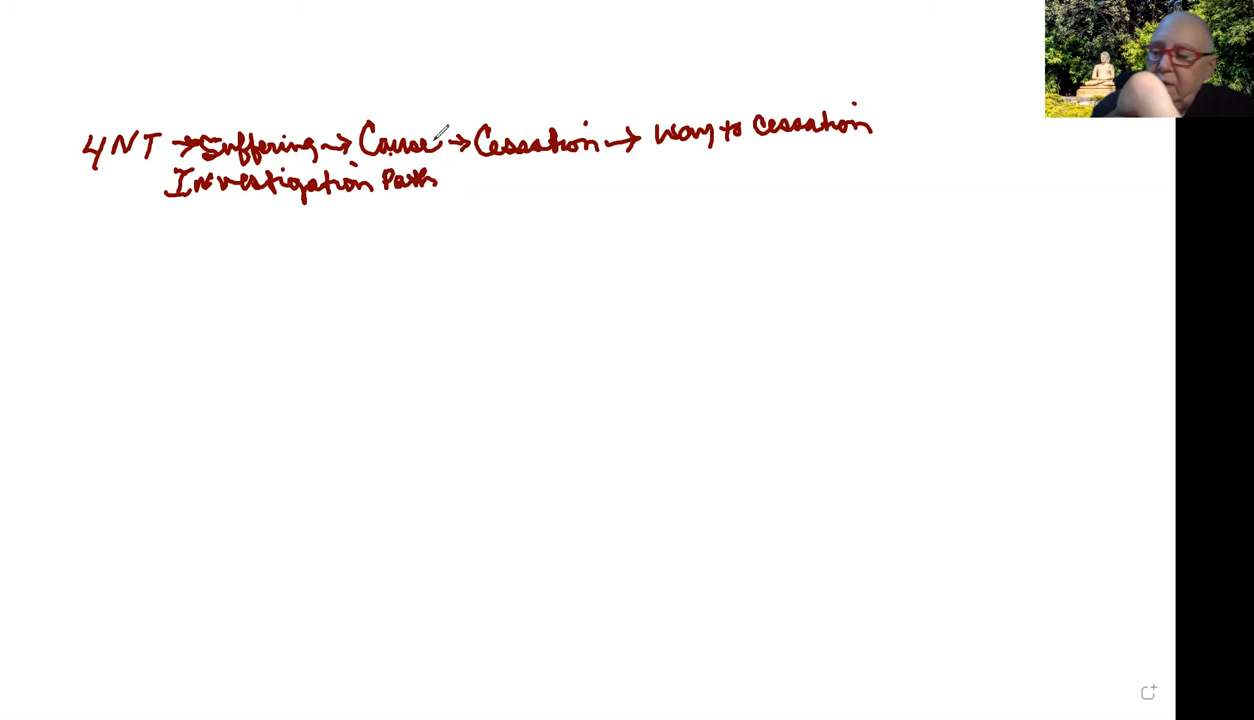 4NT → Suffering → Cause → Cessation → way to cessation
Investigation Path